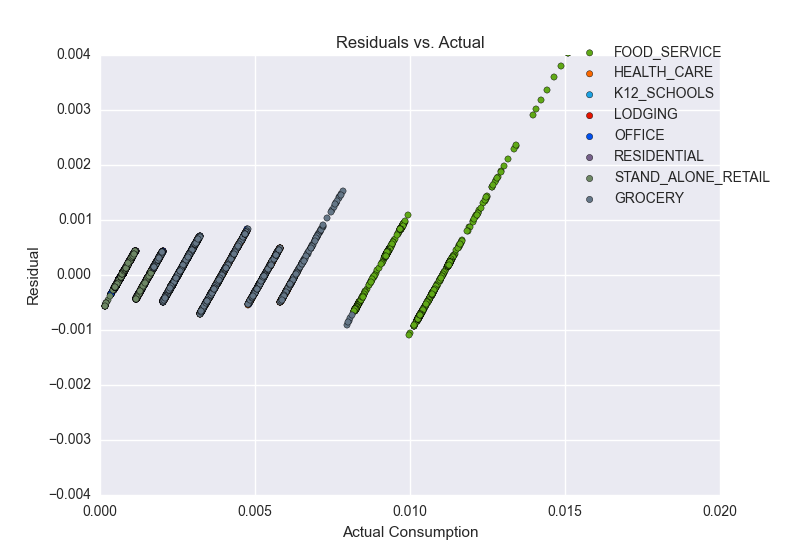 Residuals vs. Actual
0.004
0.003
0.002
0.001
0.000
−0.001
−0.002
−0.003
−0.004
Residual
0.000 0.005 0.010 0.015 0.020
Actual Consumption
FOOD_SERVICE
HEALTH_CARE
K12_SCHOOLS
LODGING
OFFICE
RESIDENTIAL
STAND_ALONE_RETAIL
GROCERY